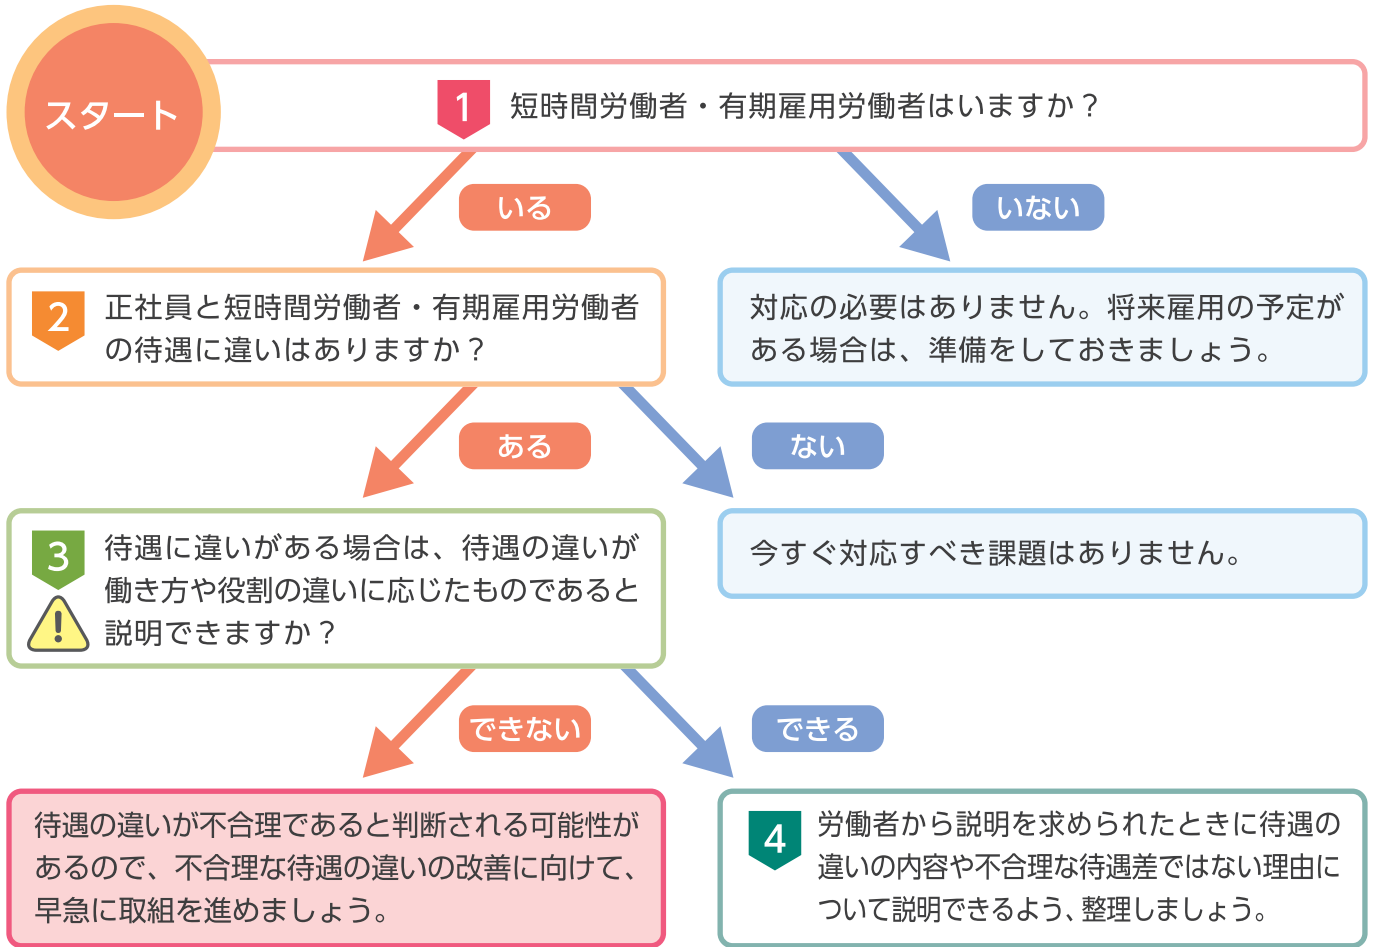 スタート
1 短時間労働者・有期雇用労働者はいますか？
いる
いない
2 正社員と短時間労働者・有期雇用労働者
の待遇に違いはありますか？
対応の必要はありません。将来雇用の予定が
ある場合は、準備をしておきましょう。
ある
ない
3 待遇に違いがある場合は、待遇の違いが
働き方や役割の違いに応じたものであると
説明できますか？
今すぐ対応すべき課題はありません。
できない
できる
待遇の違いが不合理であると判断される可能性が
あるので、不合理な待遇の違いの改善に向けて、
早急に取組を進めましょう。
4 労働者から説明を求められたときに待遇の
違いの内容や不合理な待遇差ではない理由に
ついて説明できるよう、整理しましょう。